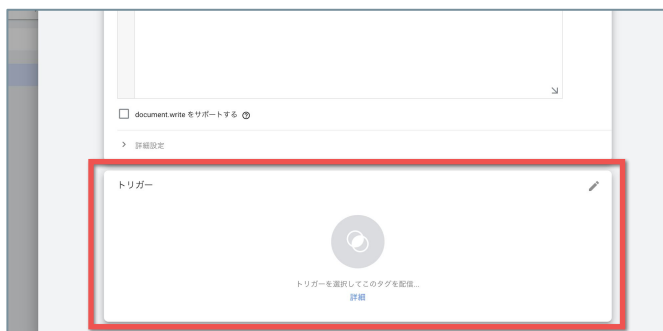 document.write をサポートする
詳細設定
トリガー
トリガーを選択してこのタグを配信...
詳細